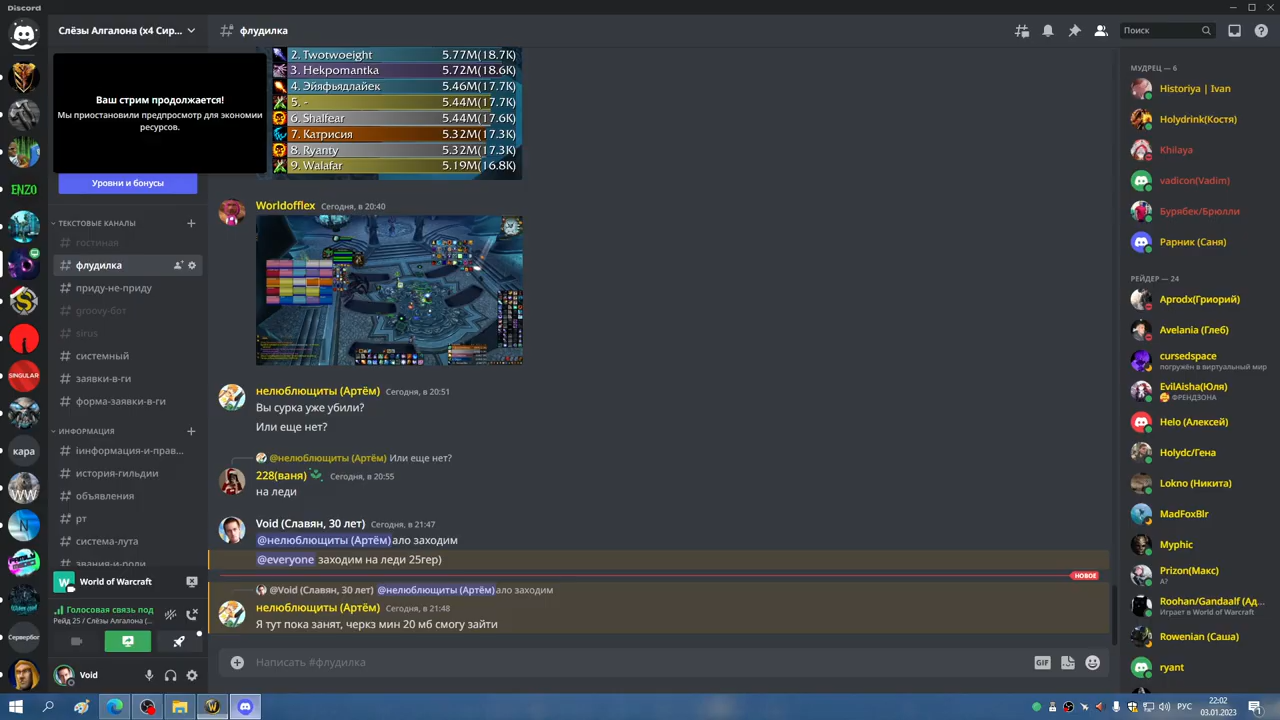 Discord
Слёзы Алгалона (x4 Сир...
флудилка
Поиск
Ваш стрим продолжается!
Мы приостановили предпросмотр для экономии
ресурсов.
Уровни и бонусы
ТЕКСТОВЫЕ КАНАЛЫ
гостиная
флудилка
приду-не-приду
groovy-бот
sirus
системный
заявки-в-ги
форма-заявки-в-ги
ИНФОРМАЦИЯ
информация-и-прав...
история-гильдии
объявления
рт
система-лута
звания-и-роли
World of Warcraft
Голосовая связь под
Рейд 25 / Слёзы Алгалона (...
Void
ENZO
SINGULAR
кара
WW
Сервербог
2. Twotwoeight 5.77M(18.7K)
3. Hekpomantka 5.72M(18.6K)
4. Эйяфьядлайек 5.46M(17.7K)
5. - 5.44M(17.7K)
6. Shalfear 5.44M(17.6K)
7. Катрисия 5.32M(17.3K)
8. Ryanty 5.32M(17.3K)
9. Walafar 5.19M(16.8K)
Worldofflex Сегодня, в 20:40
нелюблющиты (Артём) Сегодня, в 20:51
Вы сурка уже убили?
Или еще нет?
@нелюблющиты (Артём) Или еще нет?
228(ваня) Сегодня, в 20:55
на леди
Void (Славян, 30 лет) Сегодня, в 21:47
@нелюблющиты (Артём) ало заходим
@everyone заходим на леди 25гер)
НОВОЕ
@Void (Славян, 30 лет) @нелюблющиты (Артём) ало заходим
нелюблющиты (Артём) Сегодня, в 21:48
Я тут пока занят, черкз мин 20 мб смогу зайти
Написать #флудилка
GIF
МУДРЕЦ — 6
Historiya | Ivan
Holydrink(Костя)
Khilaya
vadicon(Vadim)
Бурябек/Брюлли
Рарник (Саня)
РЕЙДЕР — 24
Aprodx(Гриорий)
Avelania (Глеб)
cursedspace
погружён в виртуальный мир
EvilAisha(Юля)
ФРЕНДЗОНА
Helo (Алексей)
Holydc/Гена
Lokno (Никита)
MadFoxBlr
Myphic
Prizon(Макс)
А?
Roohan/Gandaalf (Ад...
Играет в World of Warcraft
Rowenian (Саша)
ryant
РУС
22:02
03.01.2023